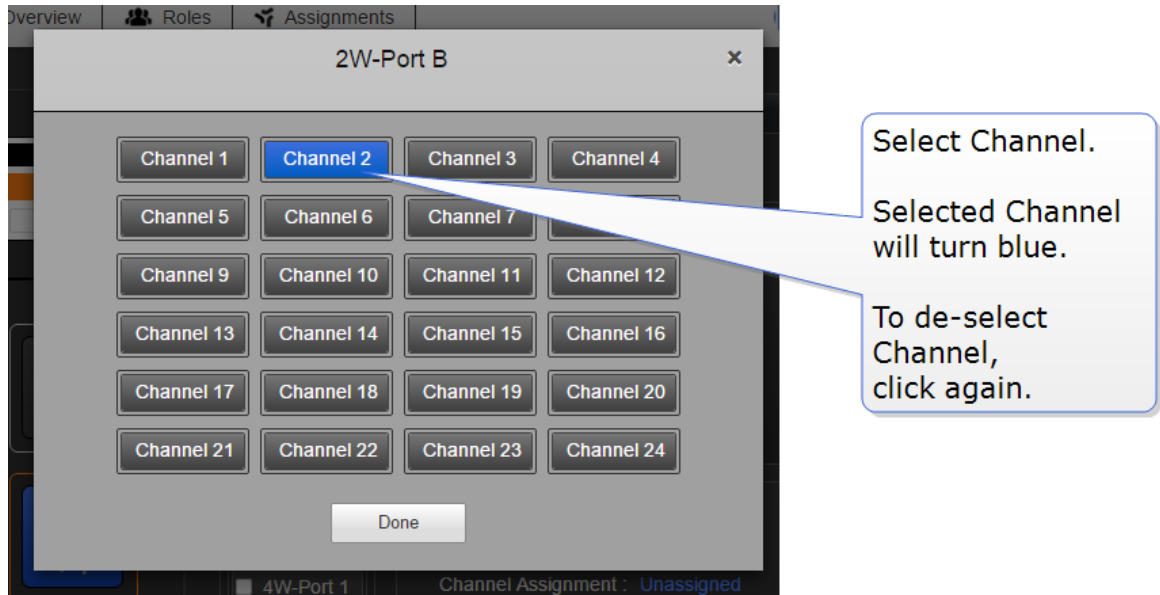 Overview Roles Assignments
2W-Port B
Channel 1 Channel 2 Channel 3 Channel 4
Channel 5 Channel 6 Channel 7
Channel 9 Channel 10 Channel 11 Channel 12
Channel 13 Channel 14 Channel 15 Channel 16
Channel 17 Channel 18 Channel 19 Channel 20
Channel 21 Channel 22 Channel 23 Channel 24
Done
4W-Port 1 Channel Assignment : Unassigned
Select Channel.
Selected Channel
will turn blue.
To de-select
Channel,
click again.